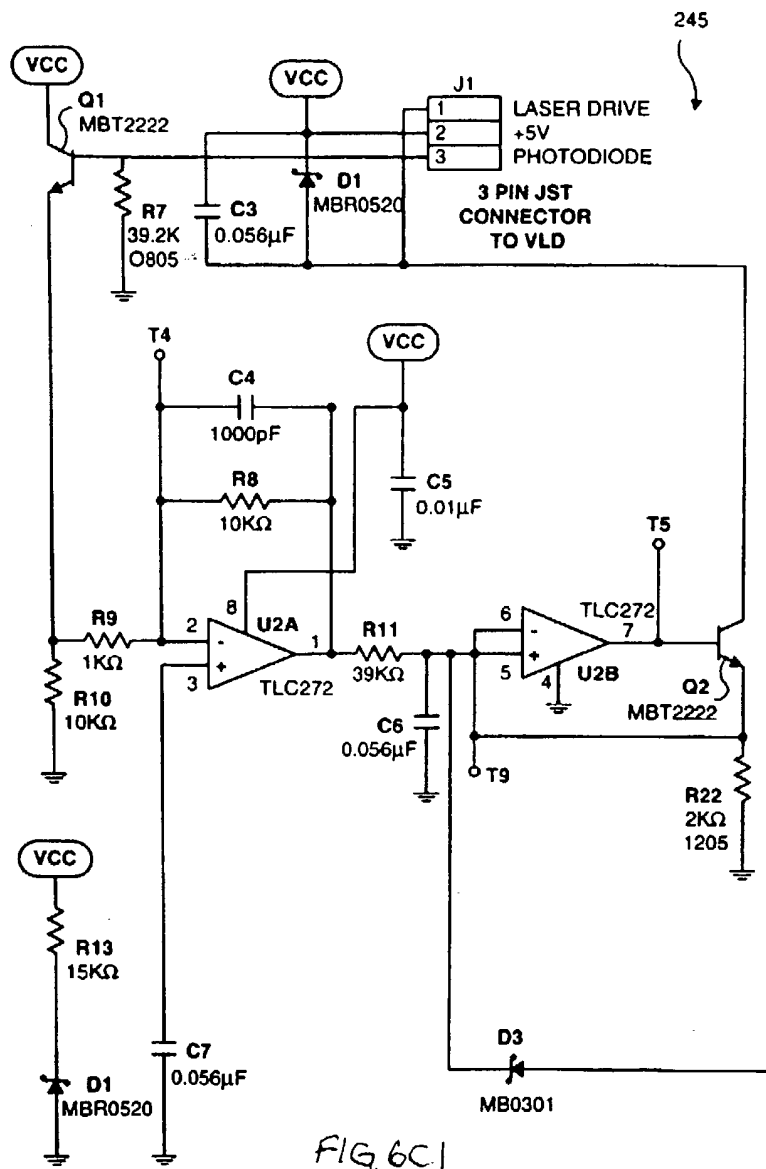 245
VCC
Q1
MBT2222
VCC
J1
1 LASER DRIVE
2 +5V
3 PHOTODIODE
3 PIN JST
CONNECTOR
TO VLD
R7
39.2K
O805
C3
0.056μF
D1
MBR0520
T4
C4
1000pF
R8
10KΩ
VCC
C5
0.01μF
T5
R9
1KΩ
R10
10KΩ
2
-
+
3
8
U2A
1
TLC272
R11
39KΩ
C6
0.056μF
6
-
+
5
TLC272
7
4
U2B
Q2
MBT2222
T9
R22
2KΩ
1205
VCC
R13
15KΩ
D1
MBR0520
C7
0.056μF
D3
MB0301
FIG. 6C.1